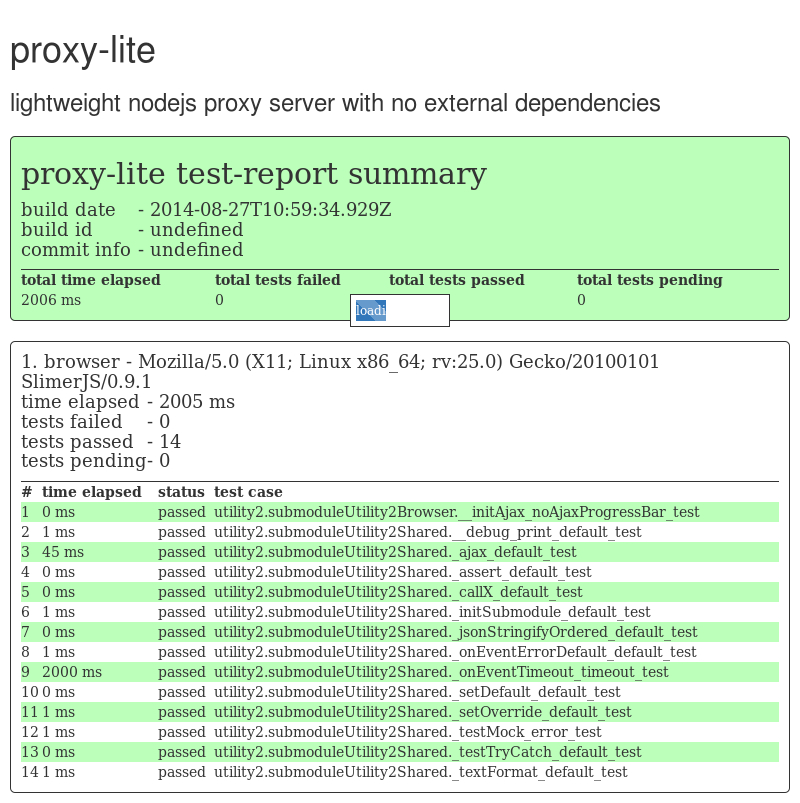 proxy-lite
lightweight nodejs proxy server with no external dependencies
proxy-lite test-report summary
build date - 2014-08-27T10:59:34.929Z
build id - undefined
commit info - undefined
total time elapsed total tests failed total tests passed total tests pending
2006 ms 0 0
loadi
1. browser - Mozilla/5.0 (X11; Linux x86_64; rv:25.0) Gecko/20100101
SlimerJS/0.9.1
time elapsed - 2005 ms
tests failed - 0
tests passed - 14
tests pending- 0
# time elapsed status test case
1 0 ms passed utility2.submoduleUtility2Browser.__initAjax_noAjaxProgressBar_test
2 1 ms passed utility2.submoduleUtility2Shared.__debug_print_default_test
3 45 ms passed utility2.submoduleUtility2Shared._ajax_default_test
4 0 ms passed utility2.submoduleUtility2Shared._assert_default_test
5 0 ms passed utility2.submoduleUtility2Shared._callX_default_test
6 1 ms passed utility2.submoduleUtility2Shared._initSubmodule_default_test
7 0 ms passed utility2.submoduleUtility2Shared._jsonStringifyOrdered_default_test
8 1 ms passed utility2.submoduleUtility2Shared._onEventErrorDefault_default_test
9 2000 ms passed utility2.submoduleUtility2Shared._onEventTimeout_timeout_test
10 0 ms passed utility2.submoduleUtility2Shared._setDefault_default_test
11 1 ms passed utility2.submoduleUtility2Shared._setOverride_default_test
12 1 ms passed utility2.submoduleUtility2Shared._testMock_error_test
13 0 ms passed utility2.submoduleUtility2Shared._testTryCatch_default_test
14 1 ms passed utility2.submoduleUtility2Shared._textFormat_default_test